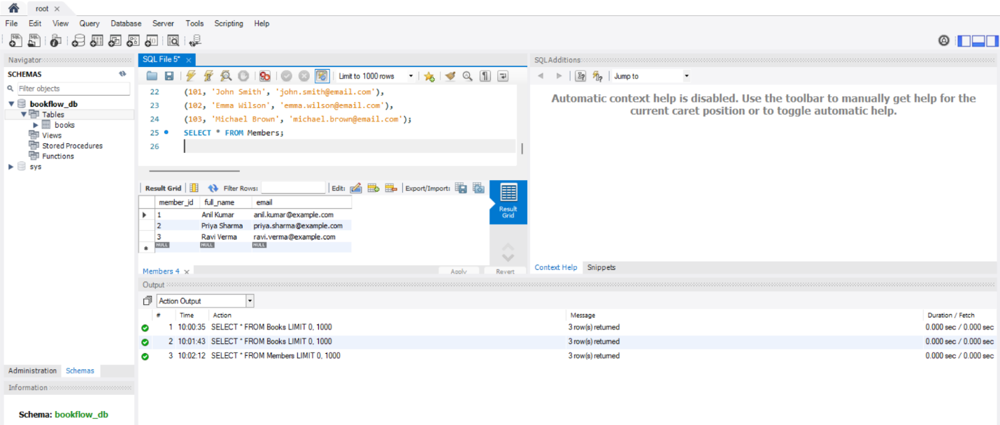 root ×
File Edit View Query Database Server Tools Scripting Help
Navigator
SCHEMAS
Filter objects
bookflow_db
Tables
books
Views
Stored Procedures
Functions
sys
Administration Schemas
Information
Schema: bookflow_db
SQL File 5* ×
Limit to 1000 rows
22 (101, 'John Smith', 'john.smith@email.com'),
23 (102, 'Emma Wilson', 'emma.wilson@email.com'),
24 (103, 'Michael Brown', 'michael.brown@email.com');
25 SELECT * FROM Members;
26
Result Grid Filter Rows: Edit: Export/Import:
member_id full_name email
1 Anil Kumar anil.kumar@example.com
2 Priya Sharma priya.sharma@example.com
3 Ravi Verma ravi.verma@example.com
NULL NULL NULL
Result
Grid
Members 4 × Apply Revert
SQLAdditions
Jump to
Automatic context help is disabled. Use the toolbar to manually get help for the
current caret position or to toggle automatic help.
Context Help Snippets
Output
Action Output
# Time Action Message Duration / Fetch
1 10:00:35 SELECT * FROM Books LIMIT 0, 1000 3 row(s) returned 0.000 sec / 0.000 sec
2 10:01:43 SELECT * FROM Books LIMIT 0, 1000 3 row(s) returned 0.000 sec / 0.000 sec
3 10:02:12 SELECT * FROM Members LIMIT 0, 1000 3 row(s) returned 0.000 sec / 0.000 sec